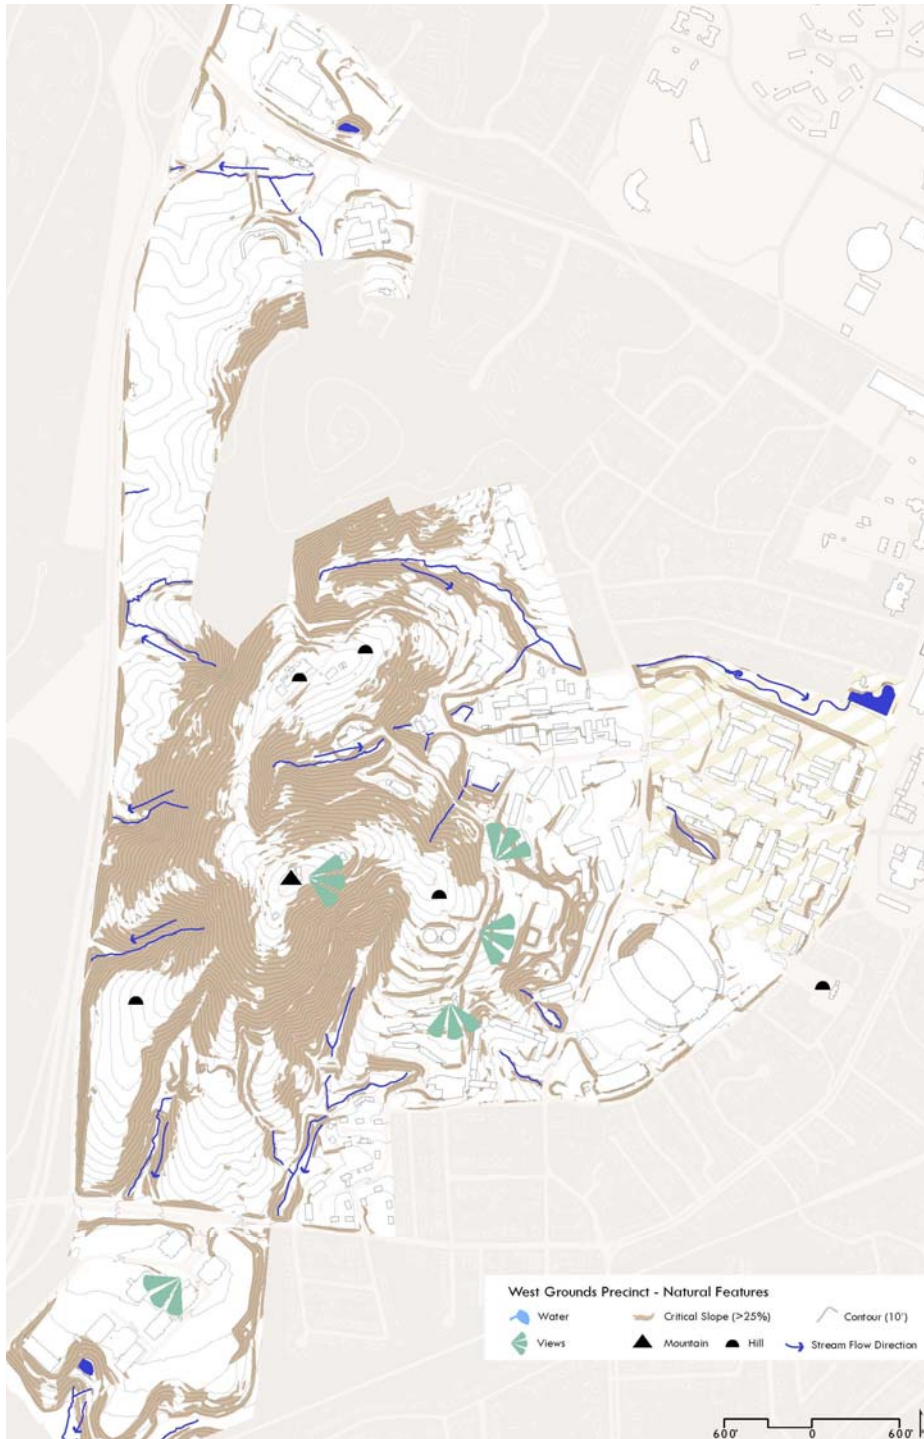 West Grounds Precinct - Natural Features
Water
Critical Slope (>25%)
Contour (10')
Views
Mountain
Hill
Stream Flow Direction
600'
0
600'